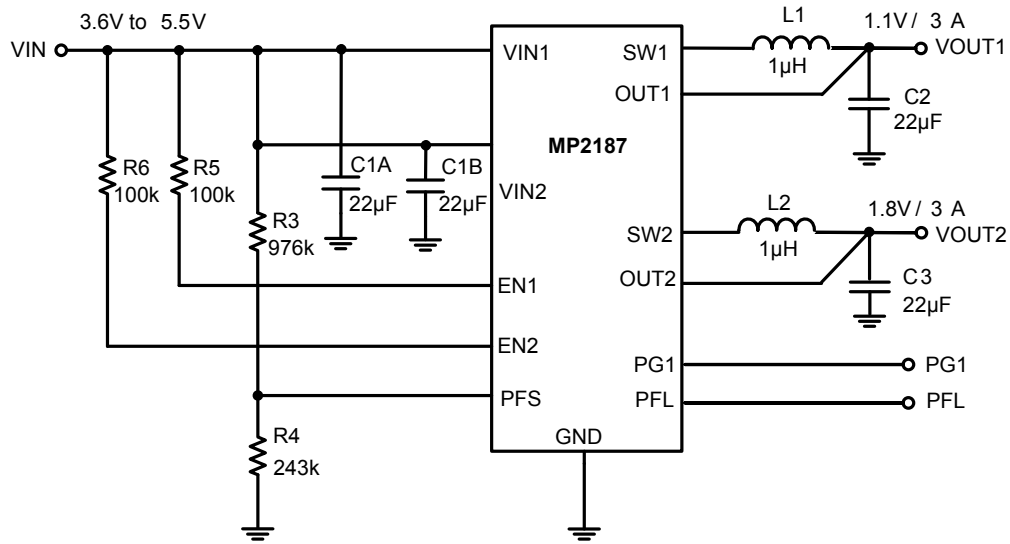 3.6V to 5.5V
VIN
VIN1
SW1
L1
1µH
1.1V / 3 A
VOUT1
OUT1
C2
22µF
MP2187
R6
100k
R5
100k
C1A
22µF
C1B
22µF
VIN2
R3
976k
L2
1µH
1.8V / 3 A
VOUT2
SW2
OUT2
C3
22µF
EN1
EN2
PG1
PG1
PFS
PFL
PFL
R4
243k
GND